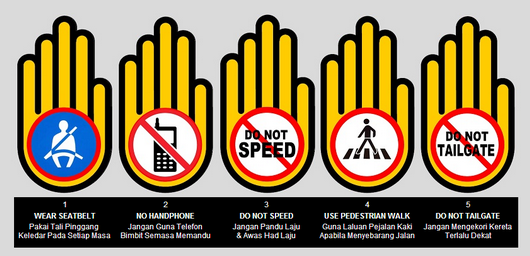 DO NOT
SPEED
DO NOT
TAILGATE
1
WEAR SEATBELT
Pakai Tali Pinggang
Keledar Pada Setiap Masa
2
NO HANDPHONE
Jangan Guna Telefon
Bimbit Semasa Memandu
3
DO NOT SPEED
Jangan Pandu Laju
& Awas Had Laju
4
USE PEDESTRIAN WALK
Guna Laluan Pejalan Kaki
Apabila Menyebarang Jalan
5
DO NOT TAILGATE
Jangan Mengekori Kereta
Terlalu Dekat